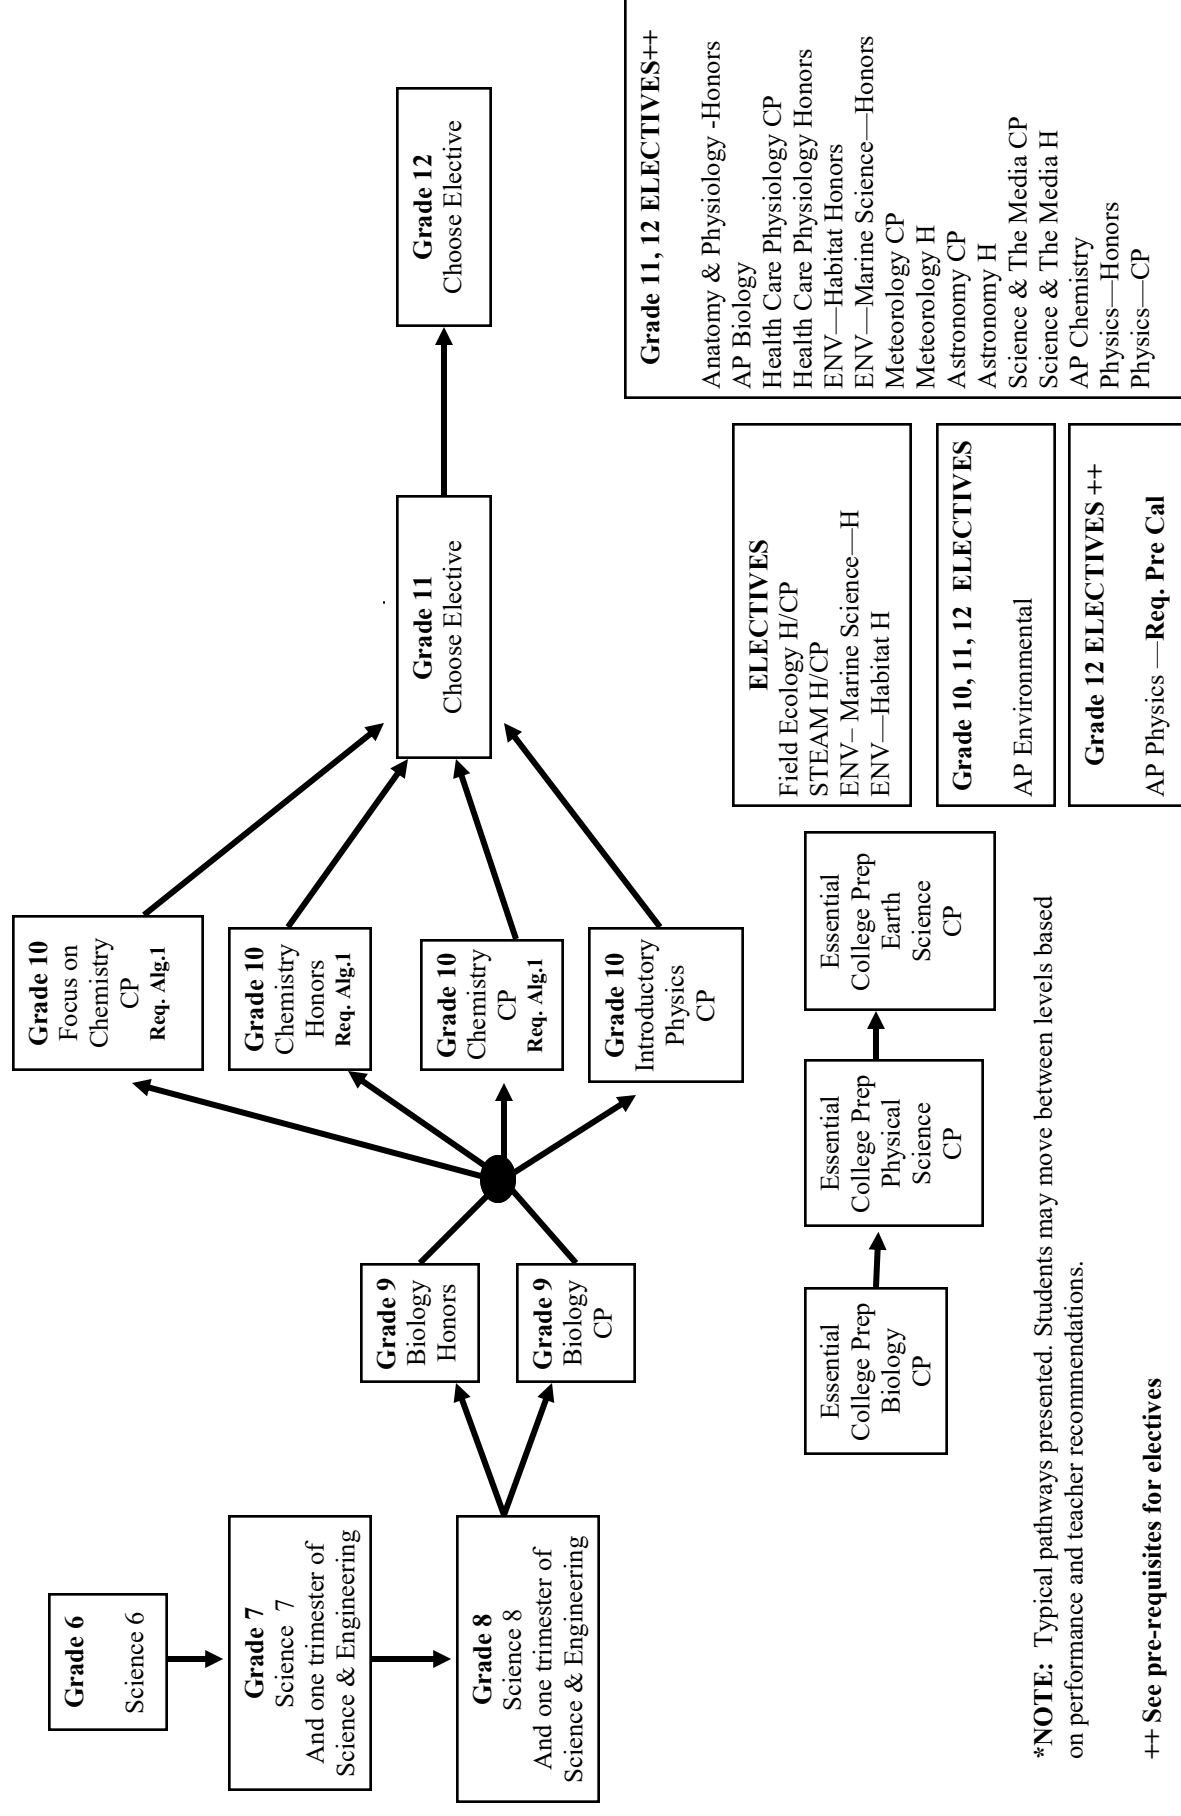 Grade 6
Science 6
Grade 7
Science 7
And one trimester of
Science & Engineering
Grade 8
Science 8
And one trimester of
Science & Engineering
Grade 9
Biology
Honors
Grade 9
Biology
CP
Grade 10
Focus on
Chemistry
CP
Req. Alg.1
Grade 10
Chemistry
Honors
Req. Alg.1
Grade 10
Chemistry
CP
Req. Alg.1
Grade 10
Introductory
Physics
CP
Grade 11
Choose Elective
Grade 12
Choose Elective
Essential
College Prep
Biology
CP
Essential
College Prep
Physical
Science
CP
Essential
College Prep
Earth
Science
CP
ELECTIVES
Field Ecology H/CP
STEAM H/CP
ENV– Marine Science—H
ENV—Habitat H
Grade 10, 11, 12 ELECTIVES
AP Environmental
Grade 12 ELECTIVES ++
AP Physics —Req. Pre Cal
Grade 11, 12 ELECTIVES++
Anatomy & Physiology -Honors
AP Biology
Health Care Physiology CP
Health Care Physiology Honors
ENV—Habitat Honors
ENV—Marine Science—Honors
Meteorology CP
Meteorology H
Astronomy CP
Astronomy H
Science & The Media CP
Science & The Media H
AP Chemistry
Physics—Honors
Physics—CP
*NOTE: Typical pathways presented. Students may move between levels based
on performance and teacher recommendations.
++ See pre-requisites for electives